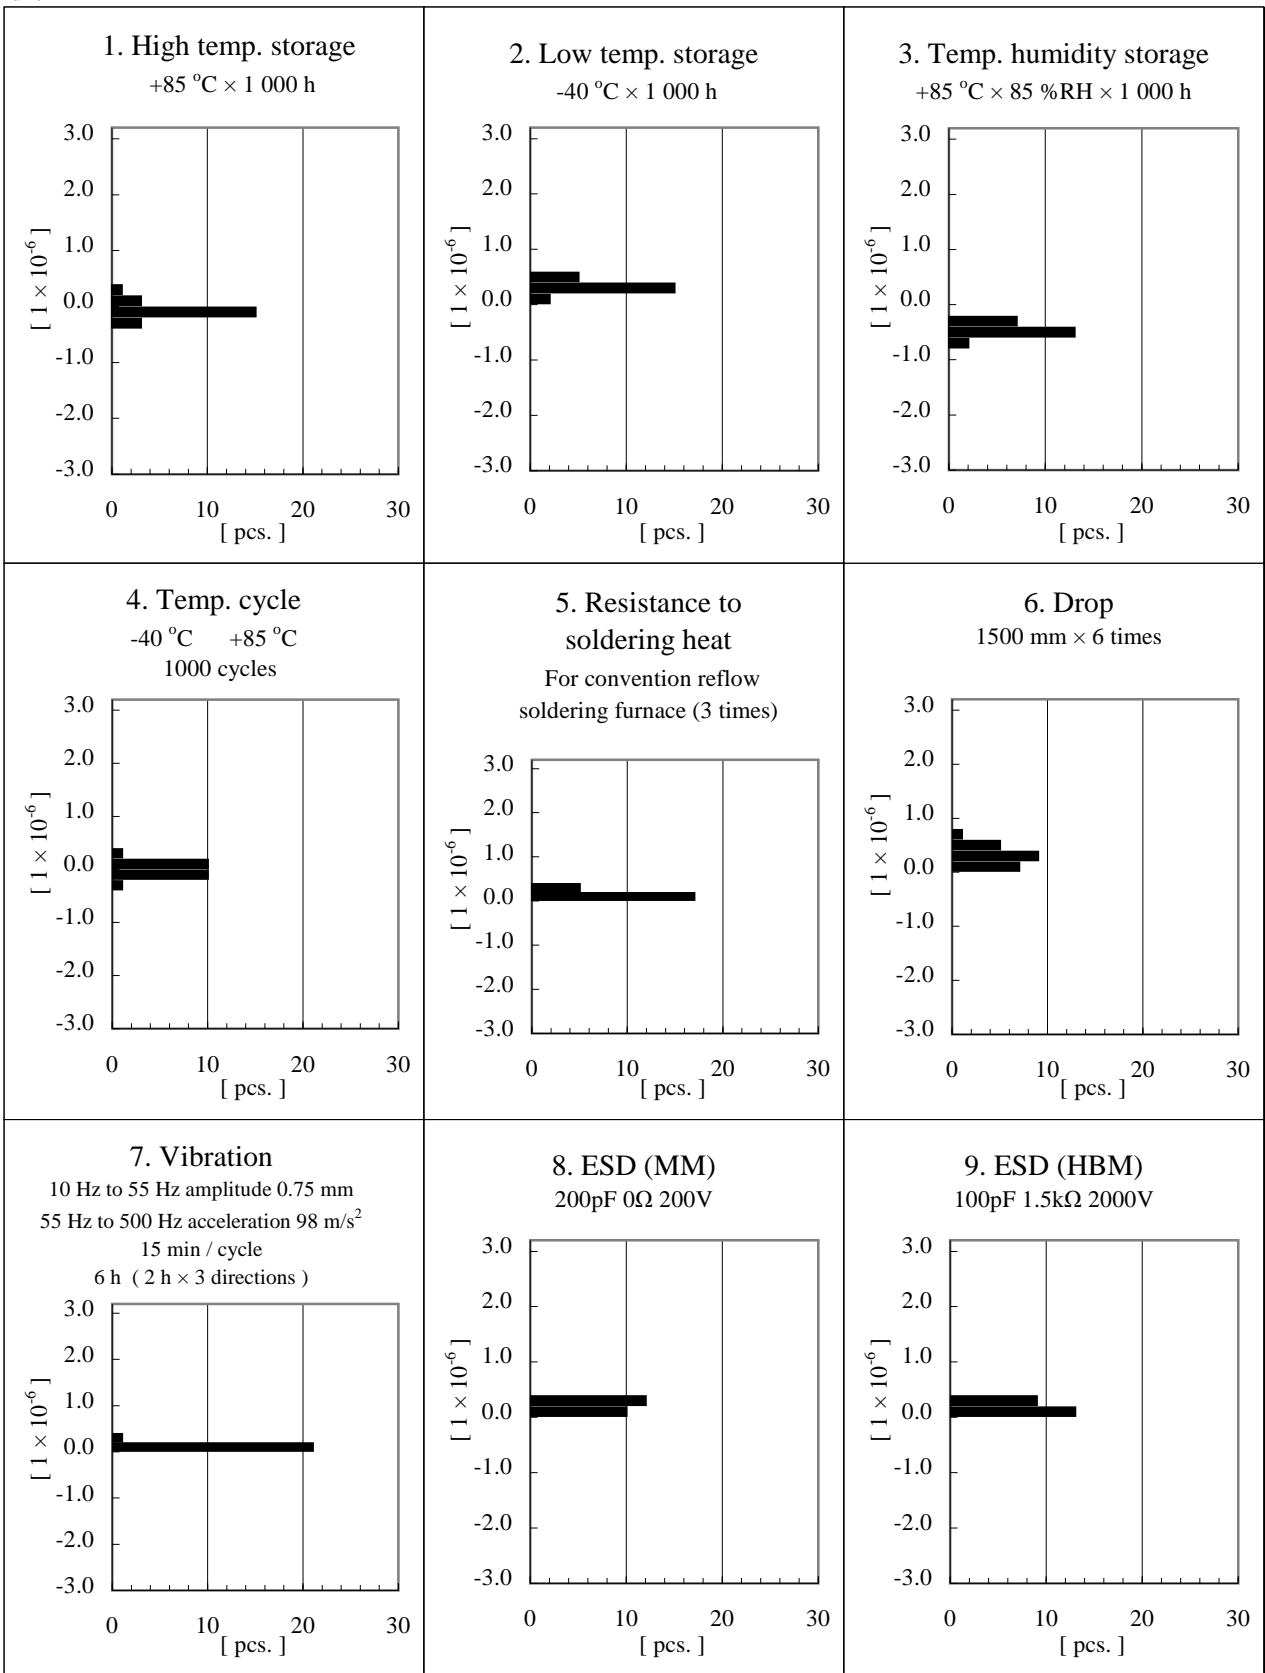 1. High temp. storage
+85 °C × 1 000 h
3.0
2.0
1.0
0.0
-1.0
-2.0
-3.0
[ 1 × 10⁻⁶ ]
0 10 20 30
[ pcs. ]
2. Low temp. storage
-40 °C × 1 000 h
3.0
2.0
1.0
0.0
-1.0
-2.0
-3.0
[ 1 × 10⁻⁶ ]
0 10 20 30
[ pcs. ]
3. Temp. humidity storage
+85 °C × 85 %RH × 1 000 h
3.0
2.0
1.0
0.0
-1.0
-2.0
-3.0
[ 1 × 10⁻⁶ ]
0 10 20 30
[ pcs. ]
4. Temp. cycle
-40 °C +85 °C
1000 cycles
3.0
2.0
1.0
0.0
-1.0
-2.0
-3.0
[ 1 × 10⁻⁶ ]
0 10 20 30
[ pcs. ]
5. Resistance to
soldering heat
For convention reflow
soldering furnace (3 times)
3.0
2.0
1.0
0.0
-1.0
-2.0
-3.0
[ 1 × 10⁻⁶ ]
0 10 20 30
[ pcs. ]
6. Drop
1500 mm × 6 times
3.0
2.0
1.0
0.0
-1.0
-2.0
-3.0
[ 1 × 10⁻⁶ ]
0 10 20 30
[ pcs. ]
7. Vibration
10 Hz to 55 Hz amplitude 0.75 mm
55 Hz to 500 Hz acceleration 98 m/s²
15 min / cycle
6 h ( 2 h × 3 directions )
3.0
2.0
1.0
0.0
-1.0
-2.0
-3.0
[ 1 × 10⁻⁶ ]
0 10 20 30
[ pcs. ]
8. ESD (MM)
200pF 0Ω 200V
3.0
2.0
1.0
0.0
-1.0
-2.0
-3.0
[ 1 × 10⁻⁶ ]
0 10 20 30
[ pcs. ]
9. ESD (HBM)
100pF 1.5kΩ 2000V
3.0
2.0
1.0
0.0
-1.0
-2.0
-3.0
[ 1 × 10⁻⁶ ]
0 10 20 30
[ pcs. ]